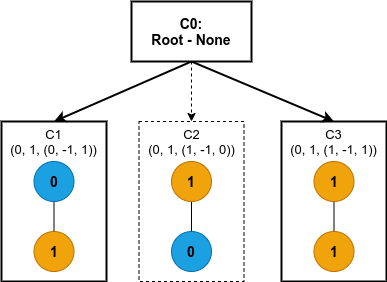 C0:
Root - None
C1
(0, 1, (0, -1, 1))
0
1
C2
(0, 1, (1, -1, 0))
1
0
C3
(0, 1, (1, -1, 1))
1
1